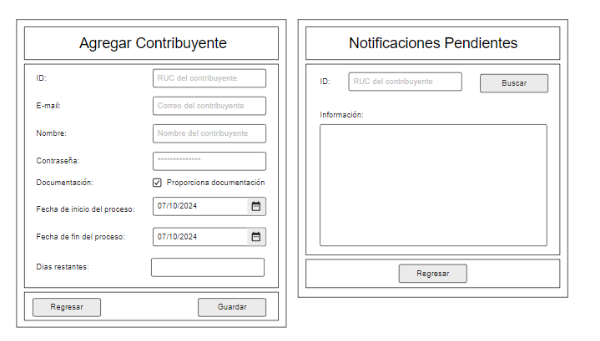 Agregar Contribuyente
ID:
RUC del contribuyente
E-mail:
Correo del contribuyente
Nombre:
Nombre del contribuyente
Contraseña:
**************
Documentación:
Proporciona documentación
Fecha de inicio del proceso:
07/10/2024
Fecha de fin del proceso:
07/10/2024
Dias restantes:
Regresar
Guardar
Notificaciones Pendientes
ID:
RUC del contribuyente
Buscar
Información:
Regresar